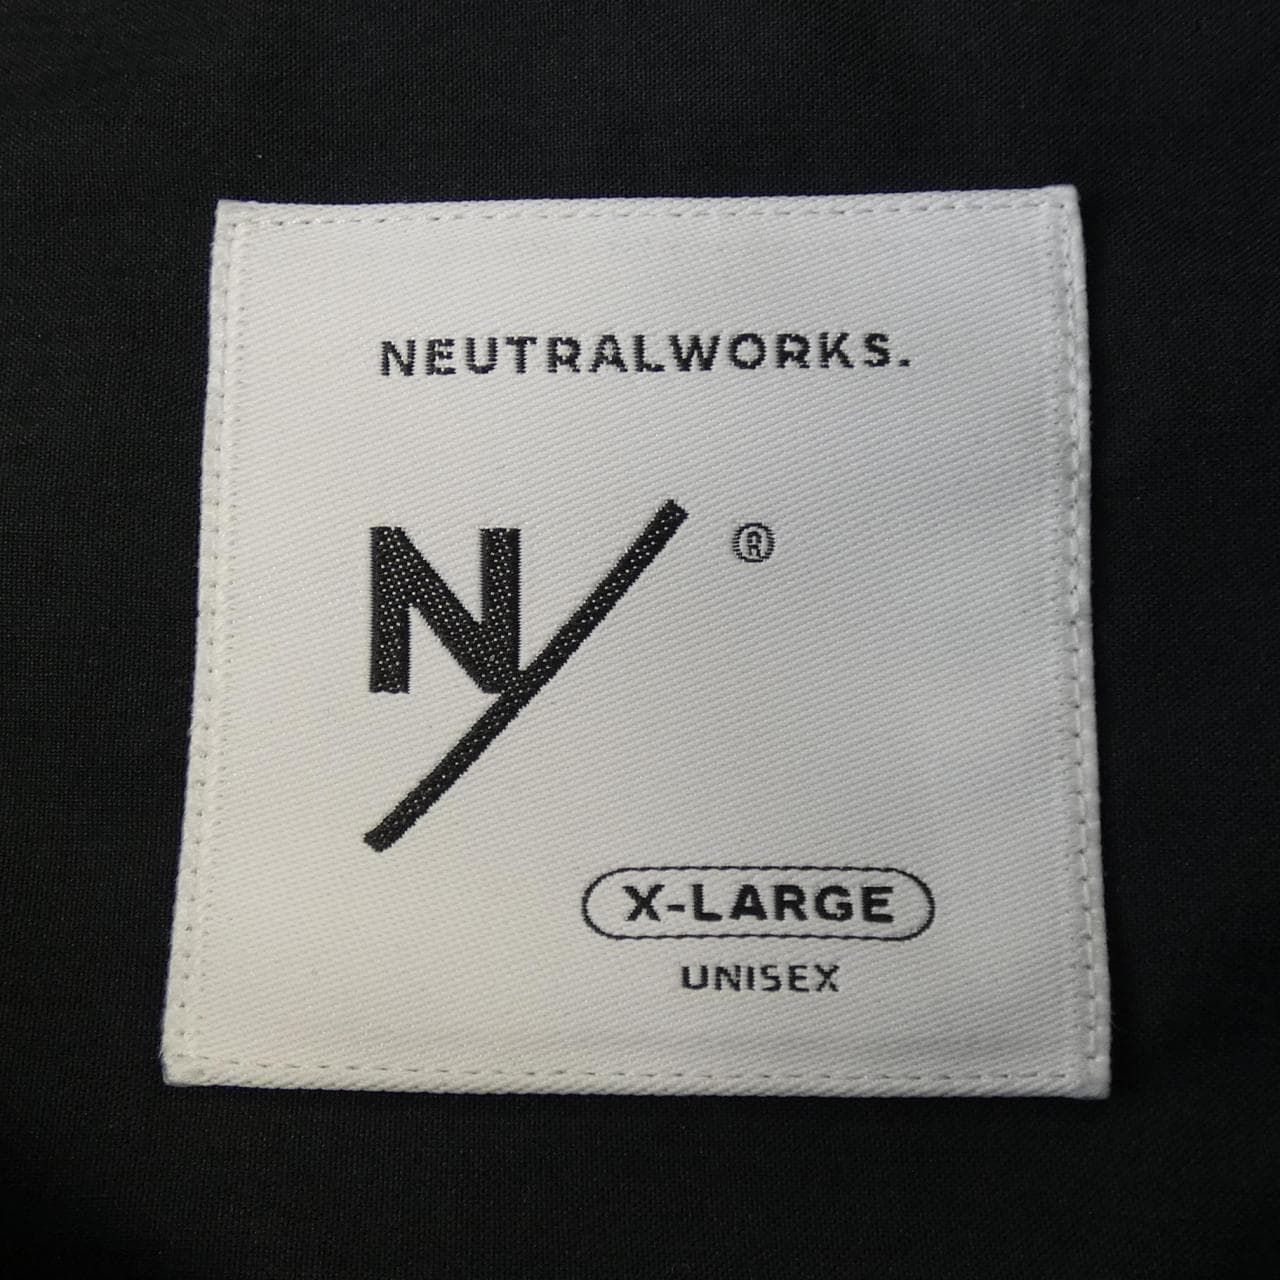 NEUTRALWORKS.
N/ ®
X-LARGE
UNISEX